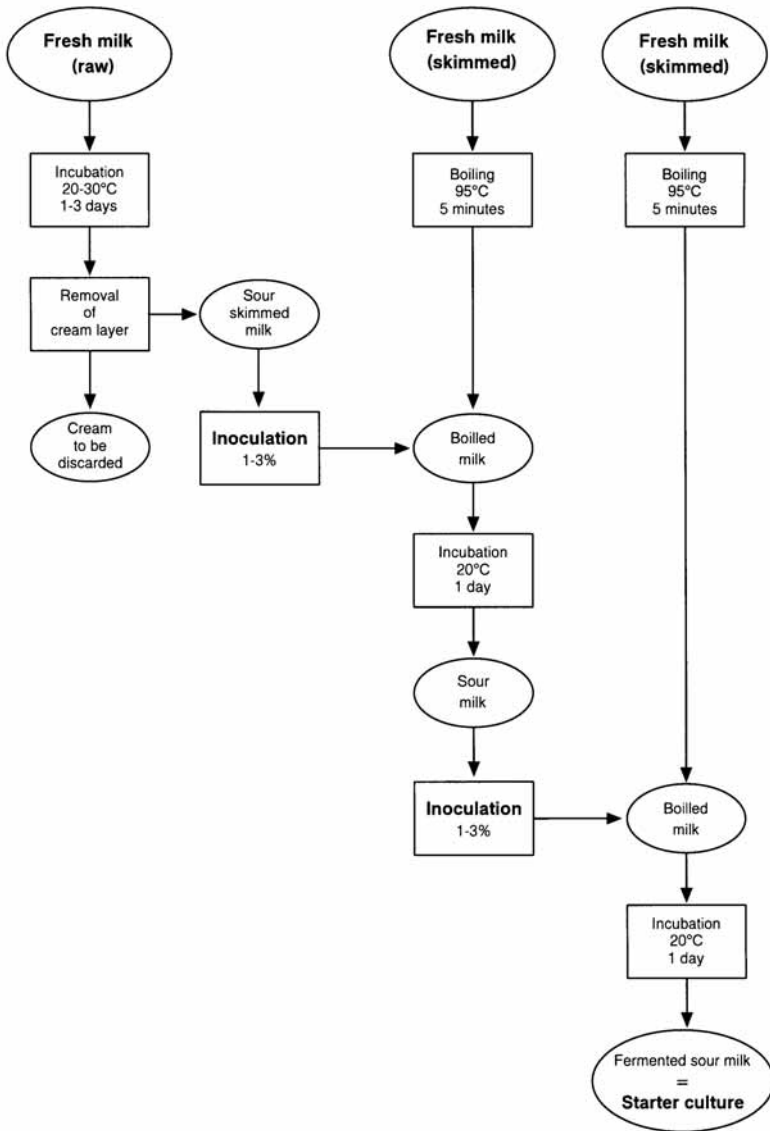 Fresh milk
(raw)
Fresh milk
(skimmed)
Fresh milk
(skimmed)
Incubation
20-30°C
1-3 days
Boiling
95°C
5 minutes
Boiling
95°C
5 minutes
Removal
of
cream layer
Sour
skimmed
milk
Cream
to be
discarded
Inoculation
1-3%
Boilled
milk
Incubation
20°C
1 day
Sour
milk
Inoculation
1-3%
Boilled
milk
Incubation
20°C
1 day
Fermented sour milk
=
Starter culture